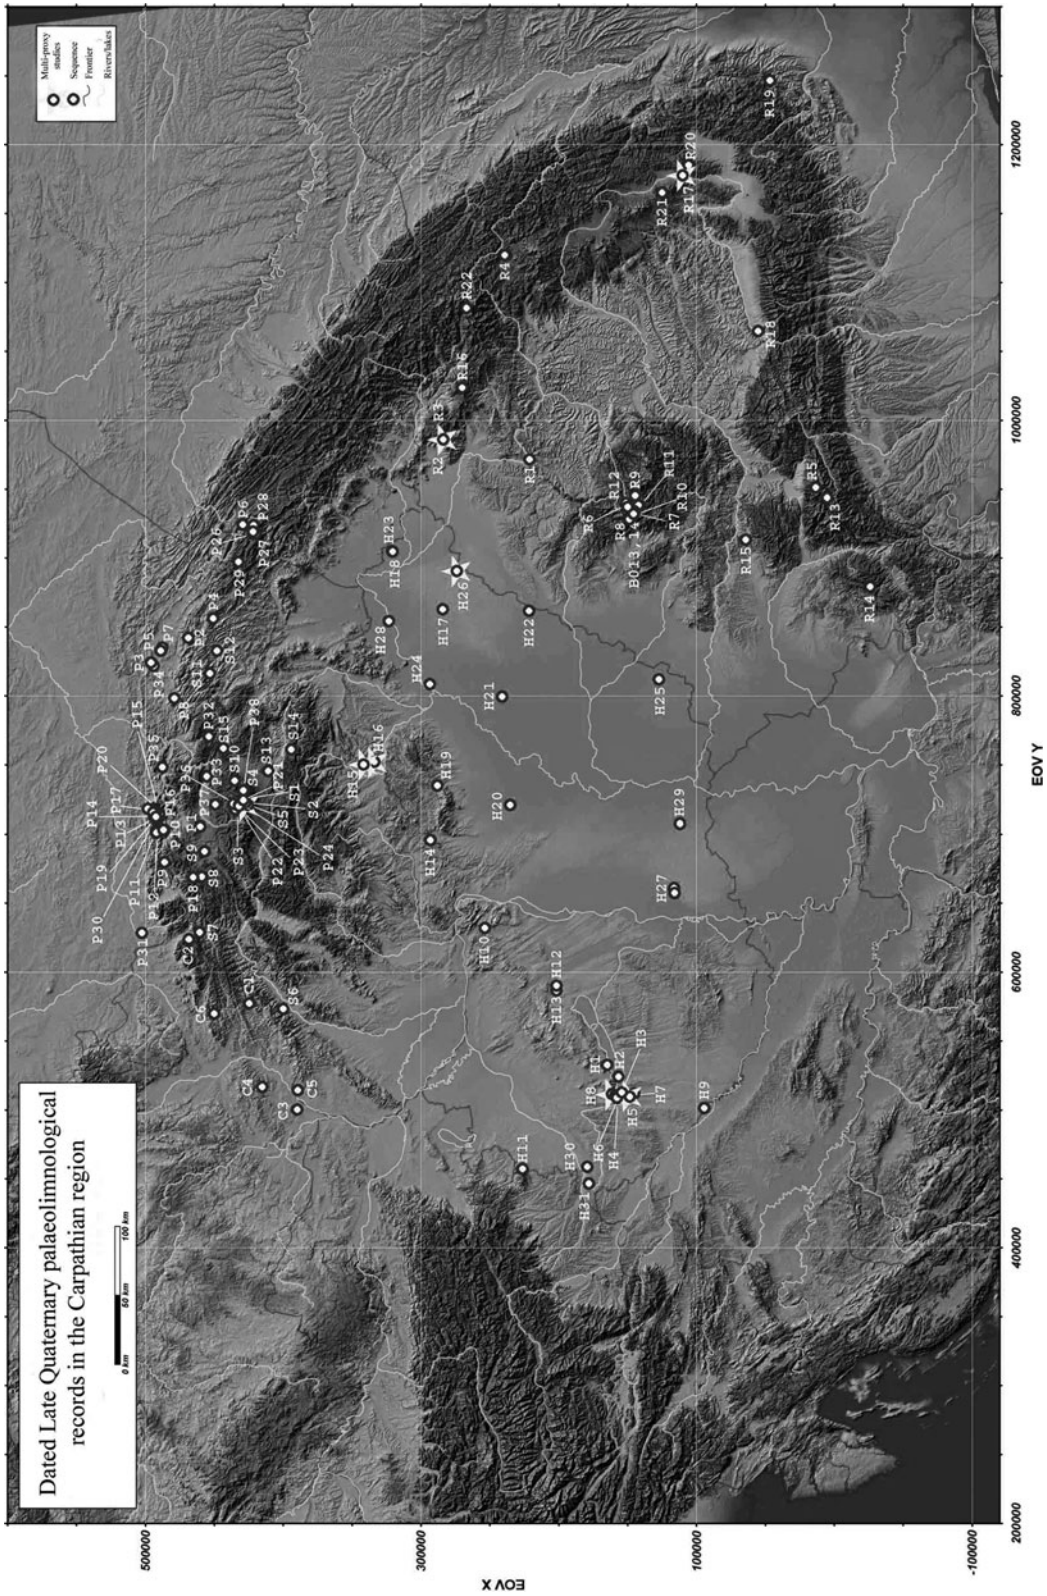 Dated Late Quaternary palaeolimnological
records in the Carpathian region
0 km
50 km
100 km
Multi-proxy
studies
Sequence
Frontier
Rivers/lakes
EOV X
500000
300000
100000
-100000
EOV Y
200000
400000
600000
800000
1000000
1200000
P30
P19
P14
P13
P17
P20
P11
P12
P31
P9
P10
P16
P15
P35
P34
P3
P5
P7
P8
P2
P4
P29
P26
P6
P27
P28
P18
P1
P37
P36
P33
P32
P38
P21
P22
P23
P24
C1
C2
C3
C4
C5
C6
S1
S2
S3
S4
S5
S6
S7
S8
S9
S10
S11
S12
S13
S14
S15
H1
H2
H3
H4
H5
H6
H7
H8
H9
H10
H11
H12
H13
H14
H15
H16
H17
H18
H19
H20
H21
H22
H23
H24
H25
H26
H27
H28
H29
H30
H31
R1
R2
R3
R4
R5
R6
R7
R8
R9
R10
R11
R12
B013, 14
R13
R14
R15
R16
R17
R18
R19
R20
R21
R22